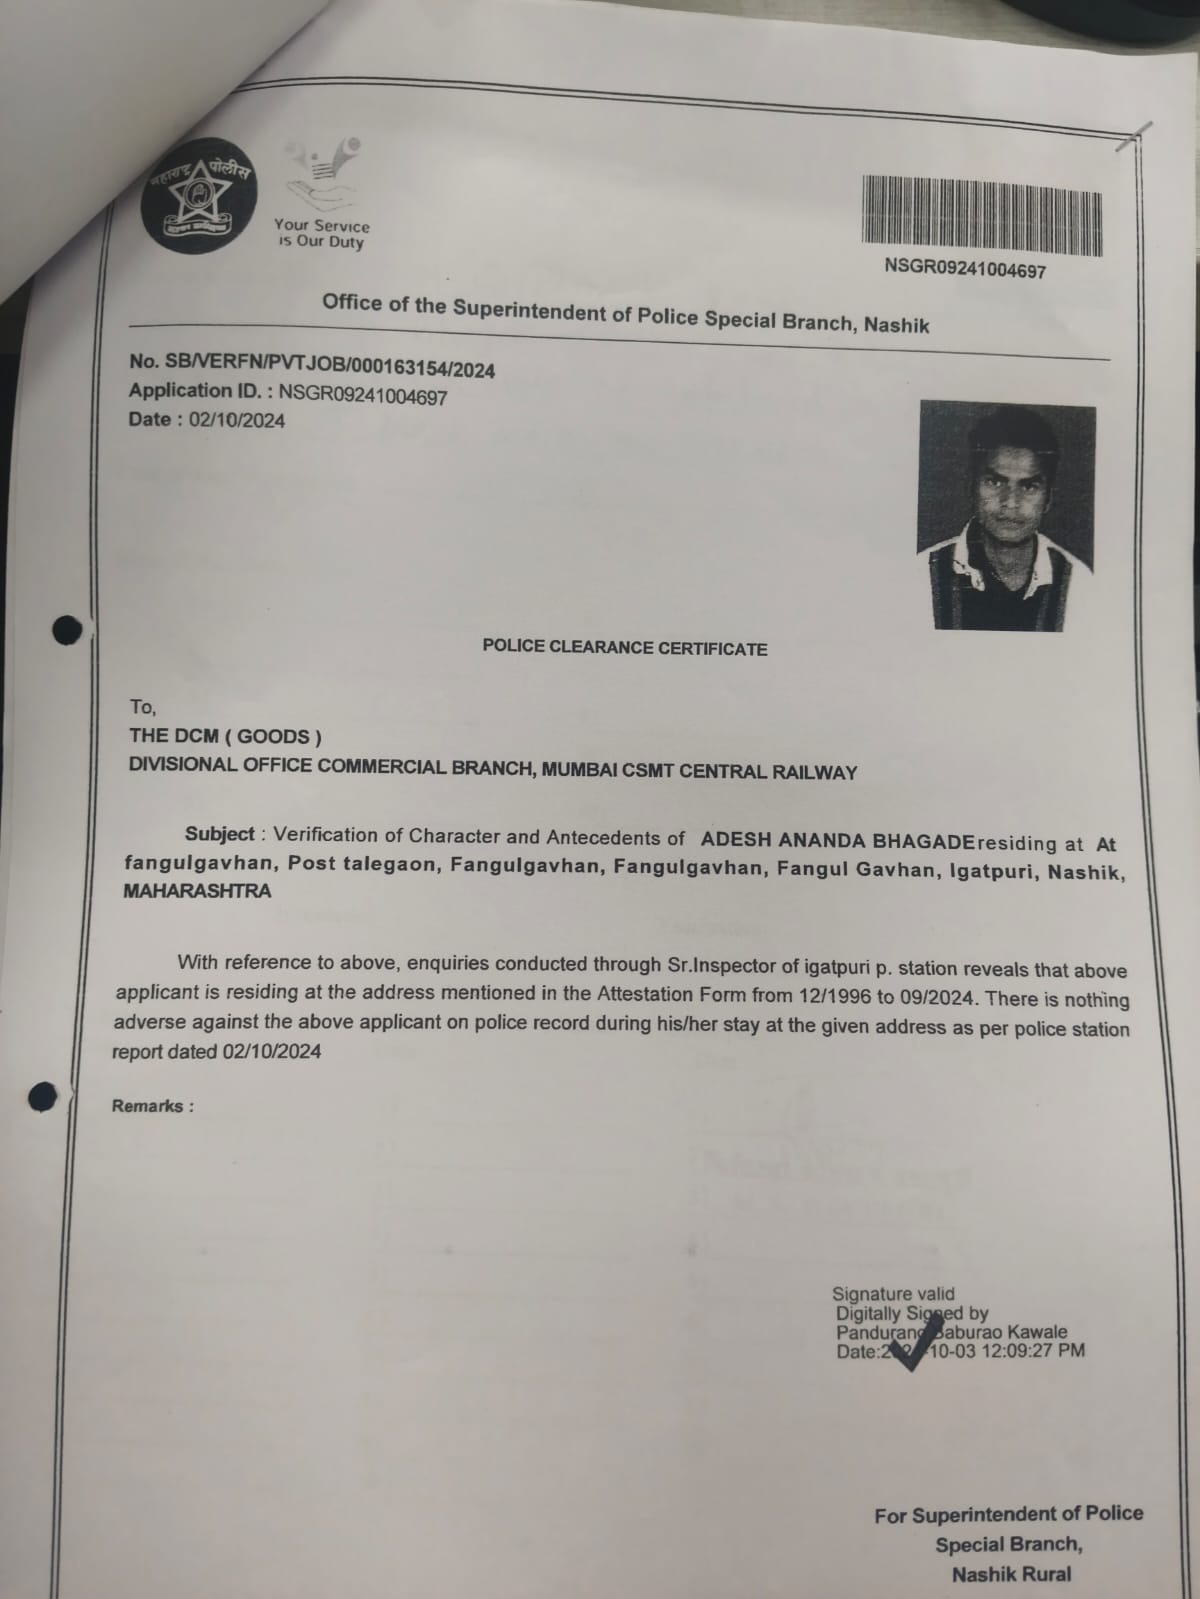 महाराष्ट्र पोलीस
Your Service
is Our Duty
NSGR09241004697
Office of the Superintendent of Police Special Branch, Nashik
No. SB/VERFN/PVTJOB/000163154/2024
Application ID. : NSGR09241004697
Date : 02/10/2024
POLICE CLEARANCE CERTIFICATE
To,
THE DCM ( GOODS )
DIVISIONAL OFFICE COMMERCIAL BRANCH, MUMBAI CSMT CENTRAL RAILWAY
Subject : Verification of Character and Antecedents of ADESH ANANDA BHAGADEresiding at At
fangulgavhan, Post talegaon, Fangulgavhan, Fangulgavhan, Fangul Gavhan, Igatpuri, Nashik,
MAHARASHTRA
With reference to above, enquiries conducted through Sr.Inspector of igatpuri p. station reveals that above
applicant is residing at the address mentioned in the Attestation Form from 12/1996 to 09/2024. There is nothing
adverse against the above applicant on police record during his/her stay at the given address as per police station
report dated 02/10/2024
Remarks :
Signature valid
Digitally Signed by
Pandurang Baburao Kawale
Date:2024-10-03 12:09:27 PM
For Superintendent of Police
Special Branch,
Nashik Rural